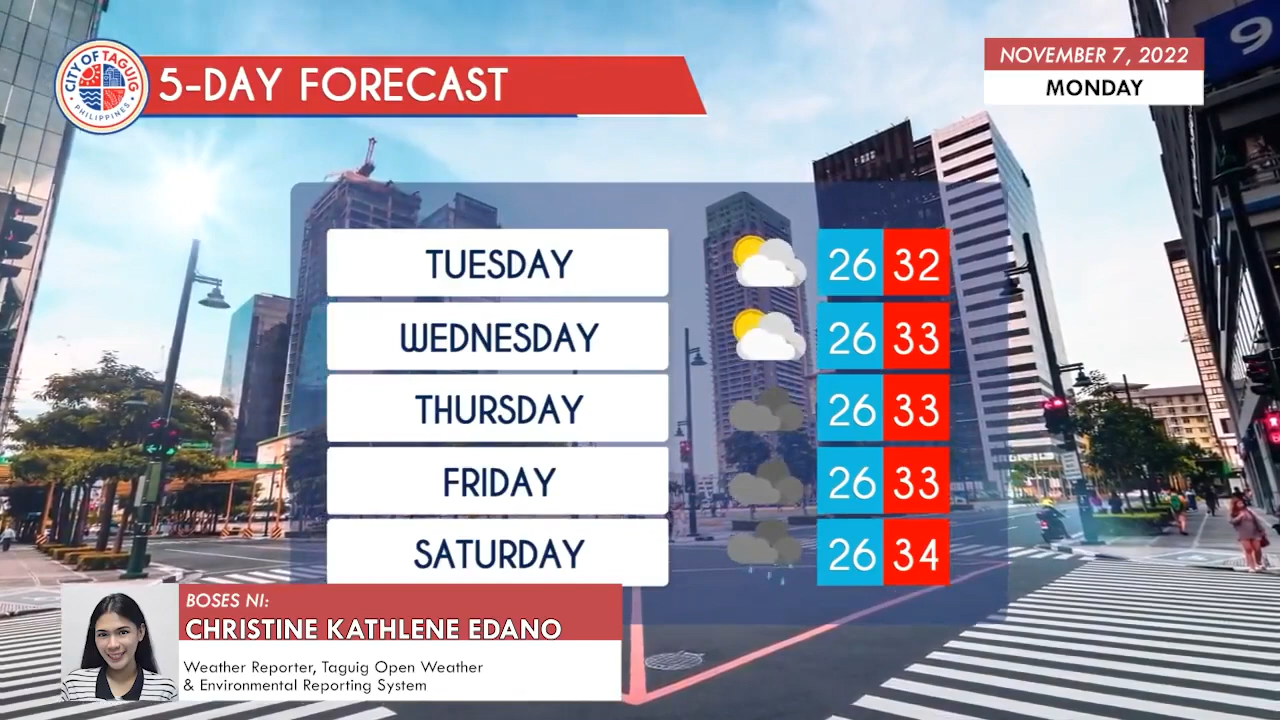 CITY OF TAGUIG
PHILIPPINES
5-DAY FORECAST
NOVEMBER 7, 2022
MONDAY
9
TUESDAY 26 32
WEDNESDAY 26 33
THURSDAY 26 33
FRIDAY 26 33
SATURDAY 26 34
BOSES NI:
CHRISTINE KATHLENE EDANO
Weather Reporter, Taguig Open Weather
& Environmental Reporting System